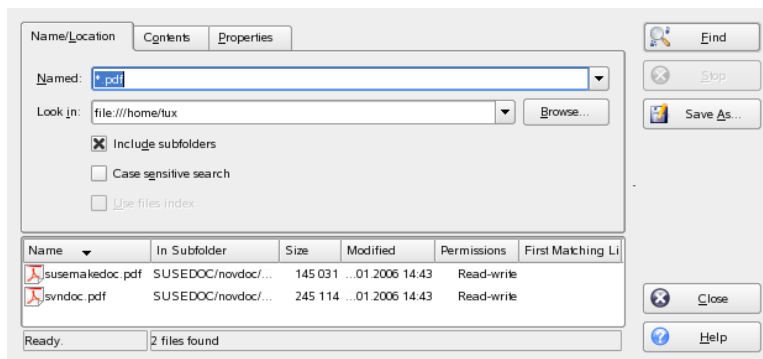 Name/Location Contents Properties
Find
Named: *.pdf
Stop
Look in: file:///home/tux Browse...
Save As...
Include subfolders
Case sensitive search
Use files index
Name In Subfolder Size Modified Permissions First Matching Li
susemakedoc.pdf SUSEDOC/novdoc/... 145 031 ...01.2006 14:43 Read-write
svndoc.pdf SUSEDOC/novdoc/... 245 114 ...01.2006 14:43 Read-write
Close
Ready. 2 files found
Help